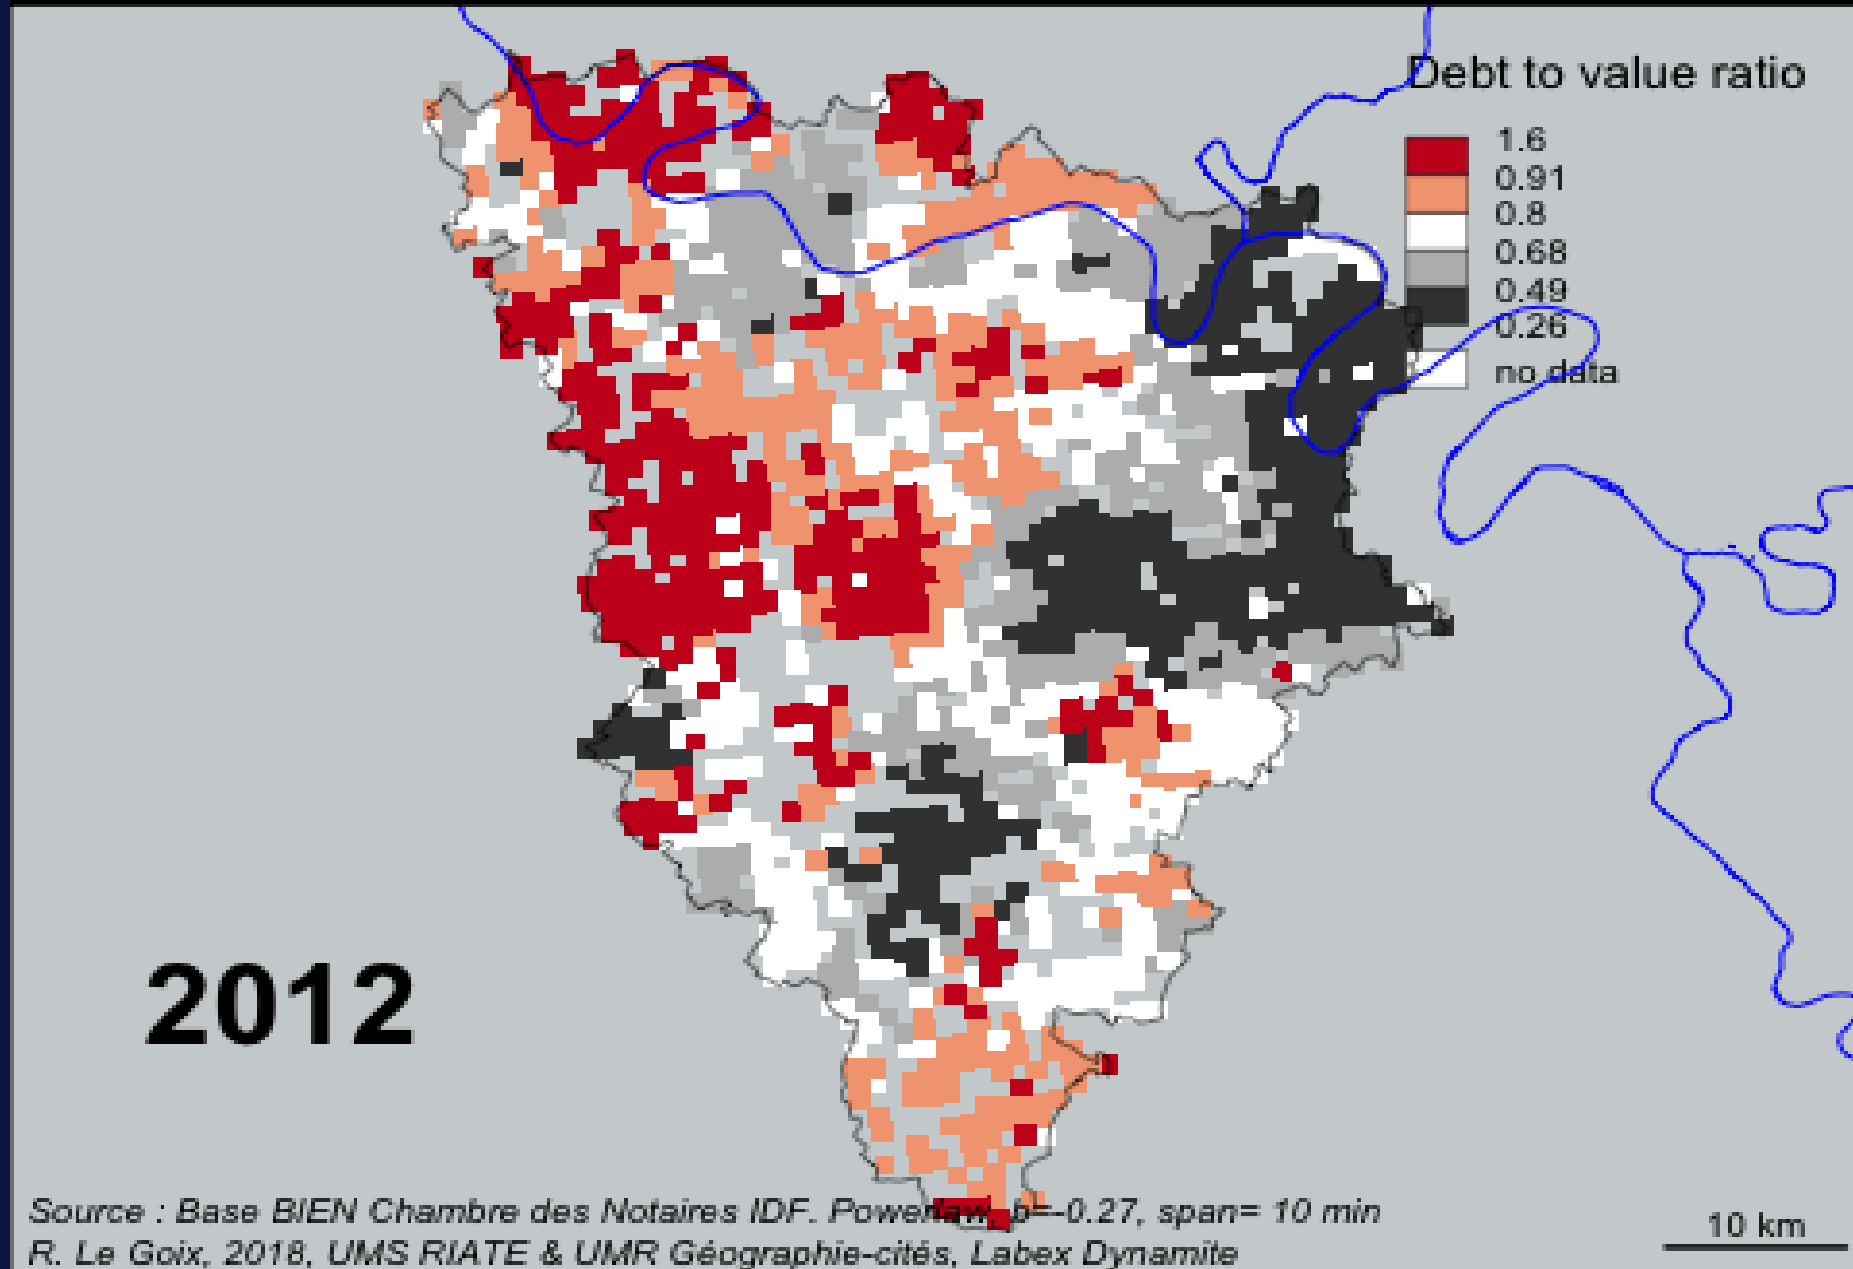 Debt to value ratio
1.6
0.91
0.8
0.68
0.49
0.26
no data
2012
Source : Base BIEN Chambre des Notaires IDF. Powerlaw, b=-0.27, span= 10 min
R. Le Goix, 2018, UMS RIATE & UMR Géographie-cités, Labex Dynamite
10 km